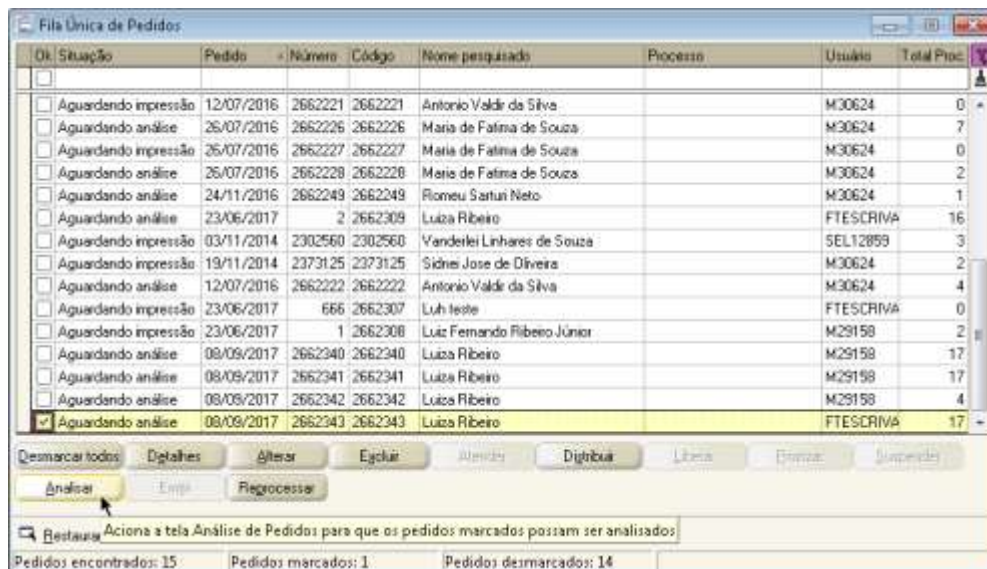 Fila Única de Pedidos
Ok Situação Pedido Número Código Nome pesquisado Processo Usuário Total Proc.
Aguardando impressão 12/07/2016 2662221 2662221 Antonio Valdir da Silva M30624 0
Aguardando análise 26/07/2016 2662226 2662226 Maria de Fatima de Souza M30624 7
Aguardando impressão 26/07/2016 2662227 2662227 Maria de Fatima de Souza M30624 0
Aguardando análise 26/07/2016 2662228 2662228 Maria de Fatima de Souza M30624 2
Aguardando análise 24/11/2016 2662249 2662249 Romeu Sarturi Neto M30624 1
Aguardando análise 23/06/2017 2 2662309 Luiza Ribeiro FTESCRIVA 16
Aguardando impressão 03/11/2014 2302560 2302560 Vanderlei Linhares de Souza SEL12859 3
Aguardando impressão 19/11/2014 2373125 2373125 Sidnei Jose de Oliveira M30624 2
Aguardando análise 12/07/2016 2662222 2662222 Antonio Valdir da Silva M30624 4
Aguardando impressão 23/06/2017 666 2662307 Luh teste FTESCRIVA 0
Aguardando impressão 23/06/2017 1 2662308 Luiz Fernando Ribeiro Júnior M29158 2
Aguardando análise 08/09/2017 2662340 2662340 Luiza Ribeiro M29158 17
Aguardando análise 08/09/2017 2662341 2662341 Luiza Ribeiro M29158 17
Aguardando análise 08/09/2017 2662342 2662342 Luiza Ribeiro M29158 4
Aguardando análise 08/09/2017 2662343 2662343 Luiza Ribeiro FTESCRIVA 17
Desmarcar todos Detalhes Alterar Excluir Atender Distribuir Liberar Priorizar Suspender
Analisar Emitir Reprocessar
Restaurar Aciona a tela Análise de Pedidos para que os pedidos marcados possam ser analisados
Pedidos encontrados: 15 Pedidos marcados: 1 Pedidos desmarcados: 14